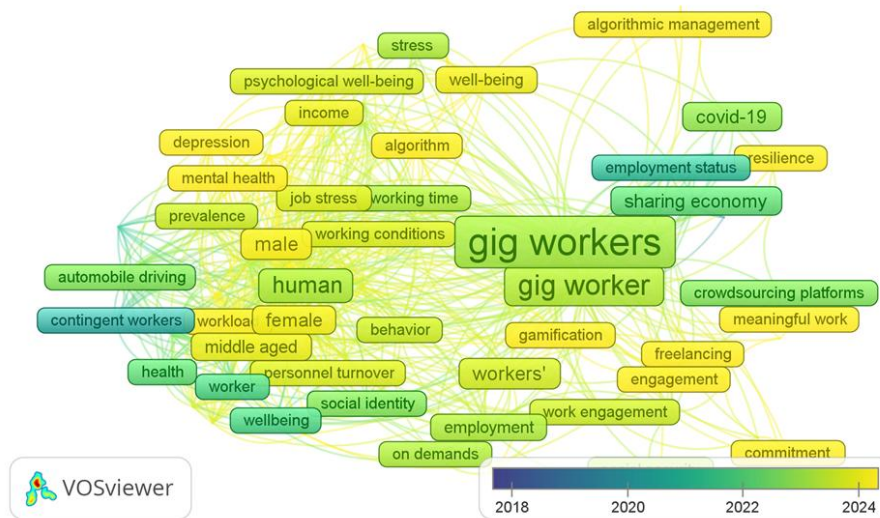 algorithmic management
stress
psychological well-being
well-being
income
covid-19
depression
algorithm
employment status
resilience
mental health
job stress
working time
sharing economy
prevalence
male
working conditions
gig workers
automobile driving
human
gig worker
crowdsourcing platforms
contingent workers
workload
female
behavior
gamification
meaningful work
middle aged
freelancing
health
worker
personnel turnover
workers'
engagement
wellbeing
social identity
employment
work engagement
on demands
commitment
VOSviewer
2018
2020
2022
2024